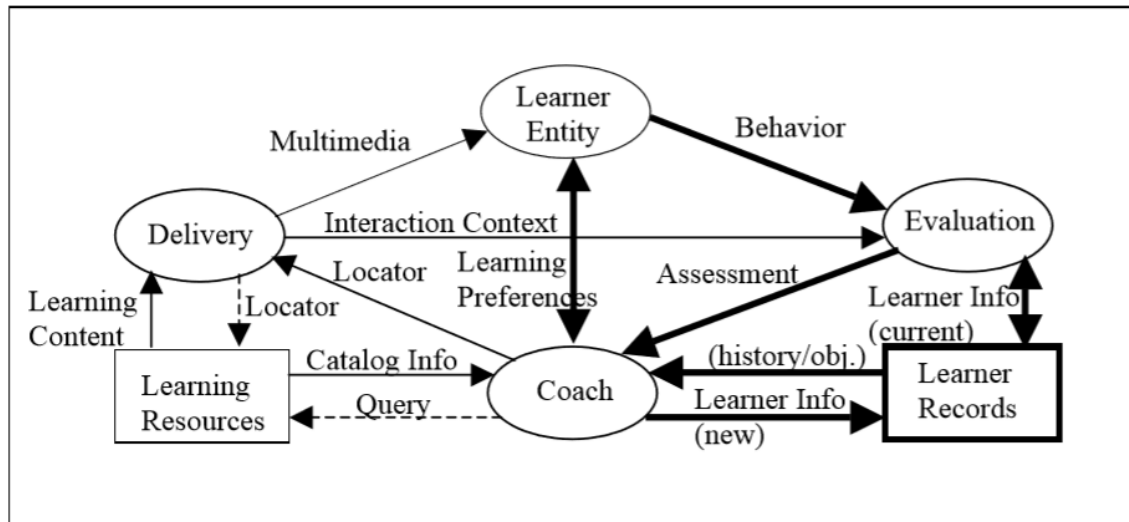 Learner
Entity
Multimedia
Behavior
Delivery
Interaction Context
Evaluation
Locator
Learning
Preferences
Assessment
Learning
Content
Locator
Learner Info
(current)
Catalog Info
(history/obj.)
Learning
Resources
Coach
Learner
Records
Query
Learner Info
(new)